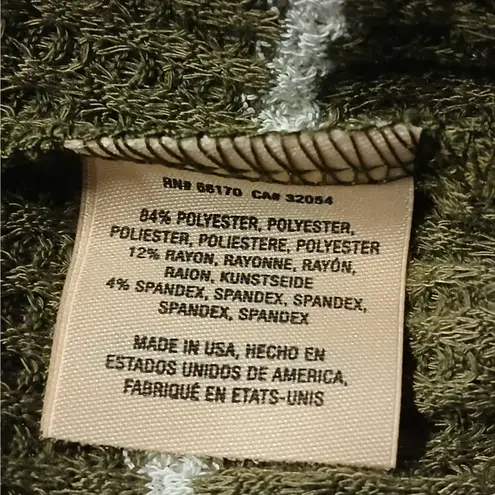 RN# 66170 CA# 32054
84% POLYESTER, POLYESTER,
POLIESTER, POLIESTERE, POLYESTER
12% RAYON, RAYONNE, RAYÓN,
RAION, KUNSTSEIDE
4% SPANDEX, SPANDEX, SPANDEX,
SPANDEX, SPANDEX
MADE IN USA, HECHO EN
ESTADOS UNIDOS DE AMERICA,
FABRIQUÉ EN ETATS-UNIS